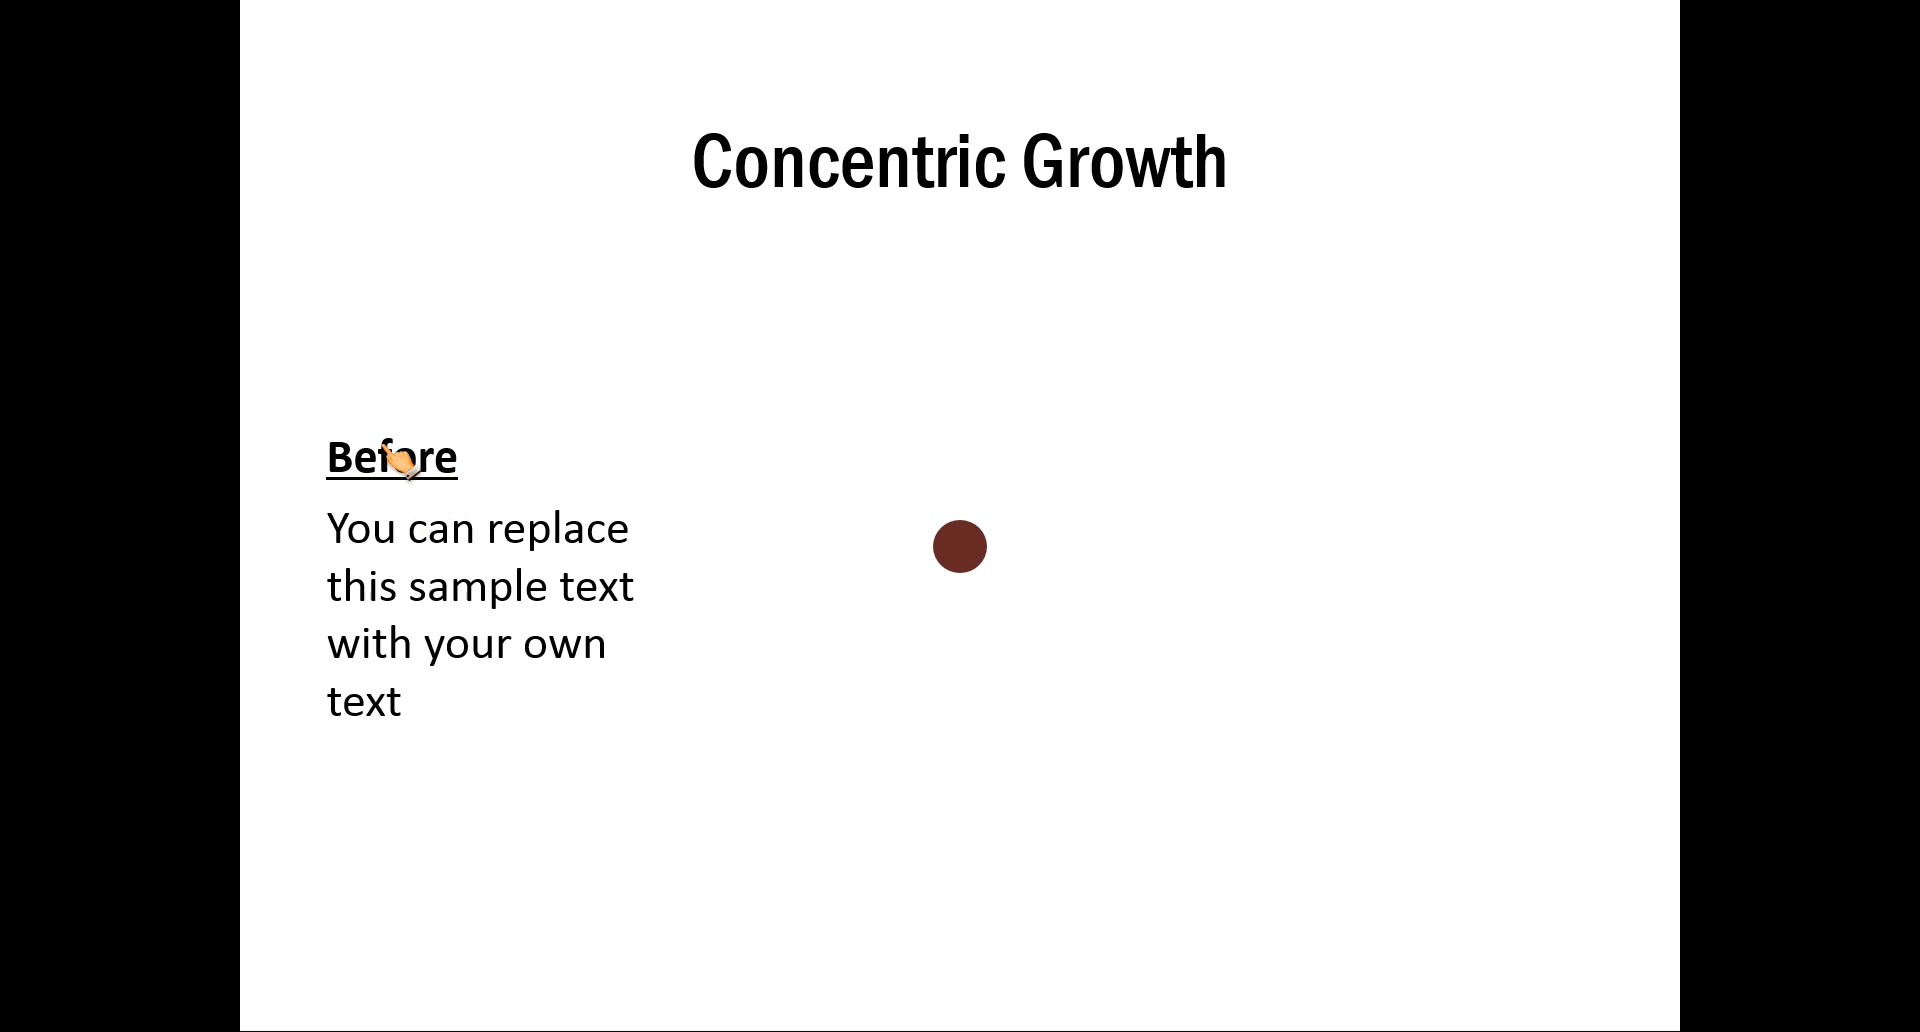 Concentric Growth
Before
You can replace
this sample text
with your own
text